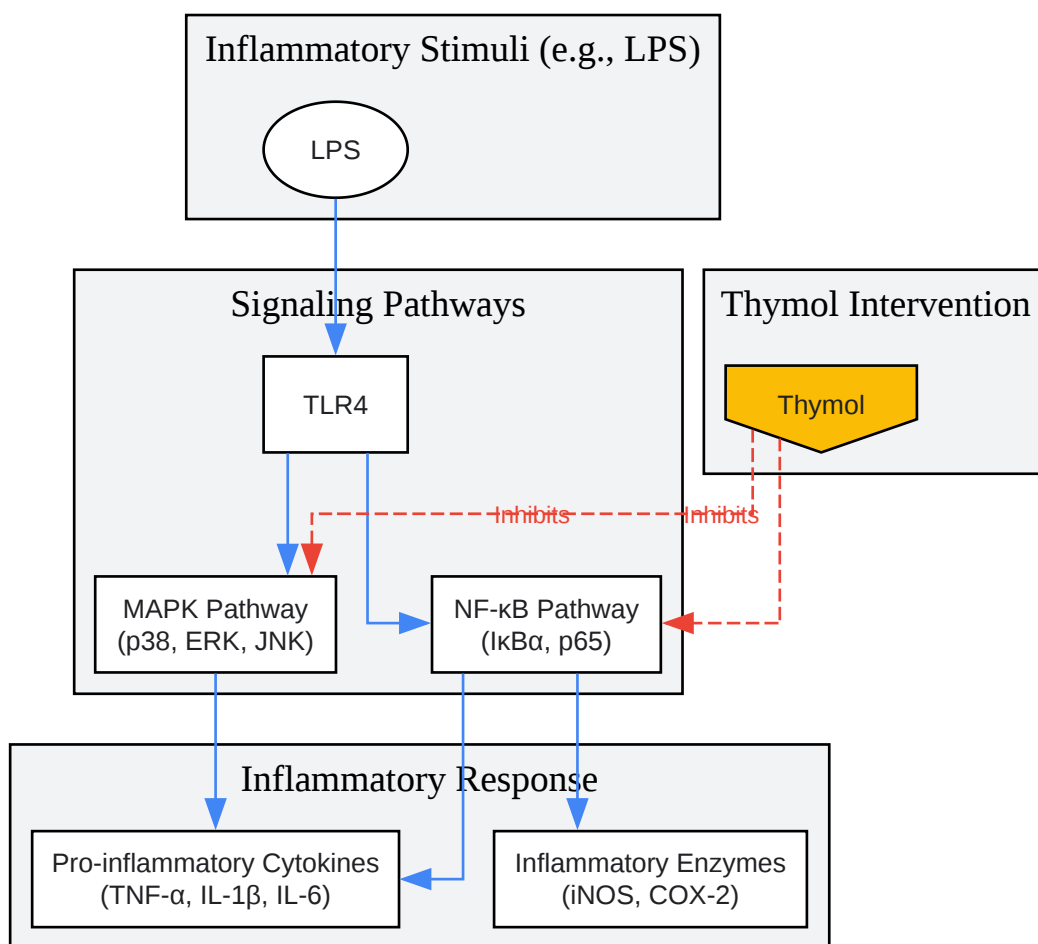 Inflammatory Stimuli (e.g., LPS)
LPS
Signaling Pathways
Thymol Intervention
TLR4
Thymol
Inhibits
Inhibits
MAPK Pathway
(p38, ERK, JNK)
NF-κB Pathway
(IκBα, p65)
Inflammatory Response
Pro-inflammatory Cytokines
(TNF-α, IL-1β, IL-6)
Inflammatory Enzymes
(iNOS, COX-2)